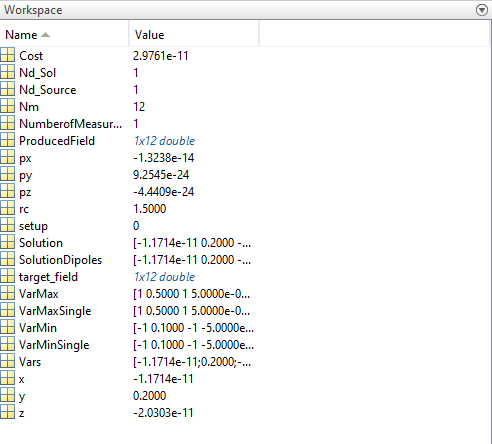 Workspace
Name Value
Cost 2.9761e-11
Nd_Sol 1
Nd_Source 1
Nm 12
NumberofMeasur... 1
ProducedField 1x12 double
px -1.3238e-14
py 9.2545e-24
pz -4.4409e-24
rc 1.5000
setup 0
Solution [-1.1714e-11 0.2000 -...
SolutionDipoles [-1.1714e-11 0.2000 -...
target_field 1x12 double
VarMax [1 0.5000 1 5.0000e-0...
VarMaxSingle [1 0.5000 1 5.0000e-0...
VarMin [-1 0.1000 -1 -5.0000...
VarMinSingle [-1 0.1000 -1 -5.0000...
Vars [-1.1714e-11;0.2000;-...
x -1.1714e-11
y 0.2000
z -2.0303e-11